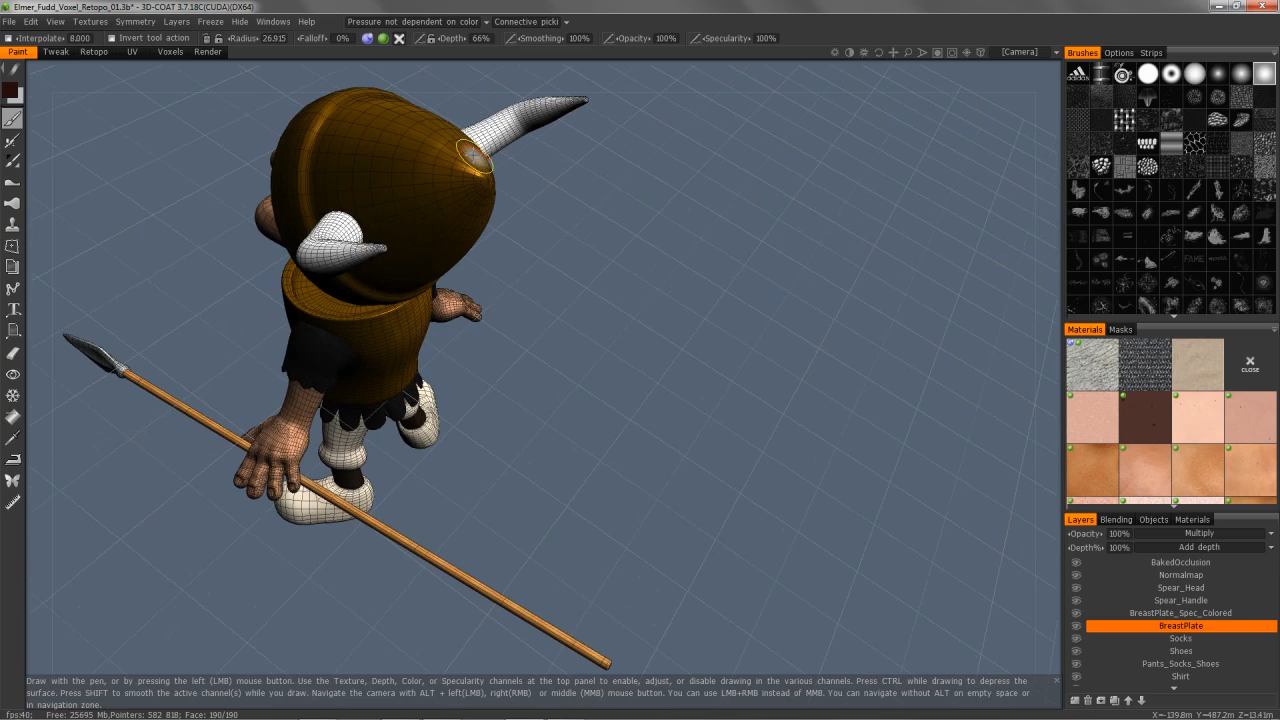 Elmer_Fudd_Voxel_Retopo_01.3b* - 3D-COAT 3.7.18C(CUDA)(DX64)
File Edit View Textures Symmetry Layers Freeze Hide Windows Help Pressure not dependent on color Connective picki
Interpolate 8.000 Invert tool action Radius 26.915 Falloff 0% Depth 66% Smoothing 100% Opacity 100% Specularity 100%
Paint Tweak Retopo UV Voxels Render [Camera] Brushes Options Strips
adidas
FAME
Materials Masks
CLOSE
Layers Blending Objects Materials
Opacity 100% Multiply
Depth% 100% Add depth
BakedOcclusion
Normalmap
Spear_Head
Spear_Handle
BreastPlate_Spec_Colored
BreastPlate
Socks
Shoes
Pants_Socks_Shoes
Shirt
Draw with the pen, or by pressing the left (LMB) mouse button. Use the Texture, Depth, Color, or Specularity channels at the top panel to enable, adjust, or disable drawing in the various channels. Press CTRL while drawing to depress the
surface. Press SHIFT to smooth the active channel(s) while you draw. Navigate the camera with ALT + left(LMB), right(RMB) or middle (MMB) mouse button. You can use LMB+RMB instead of MMB. You can navigate without ALT on empty space or
in navigation zone.
fps:40; Free: 25695 Mb,Pointers: 582 818; Face: 190/190 X=-139.8m Y=487.2m Z=13.41m